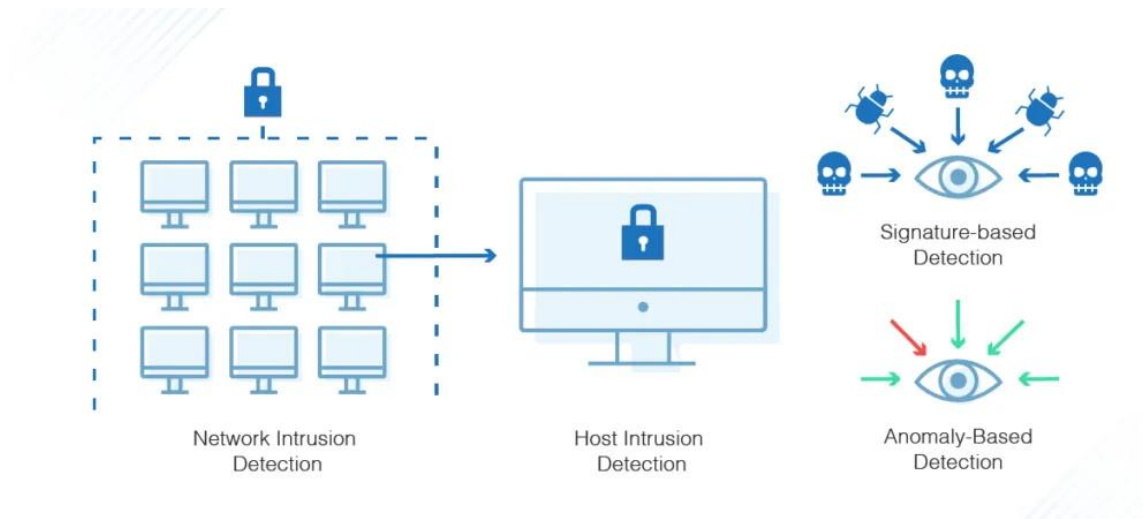 Network Intrusion
Detection
Host Intrusion
Detection
Signature-based
Detection
Anomaly-Based
Detection